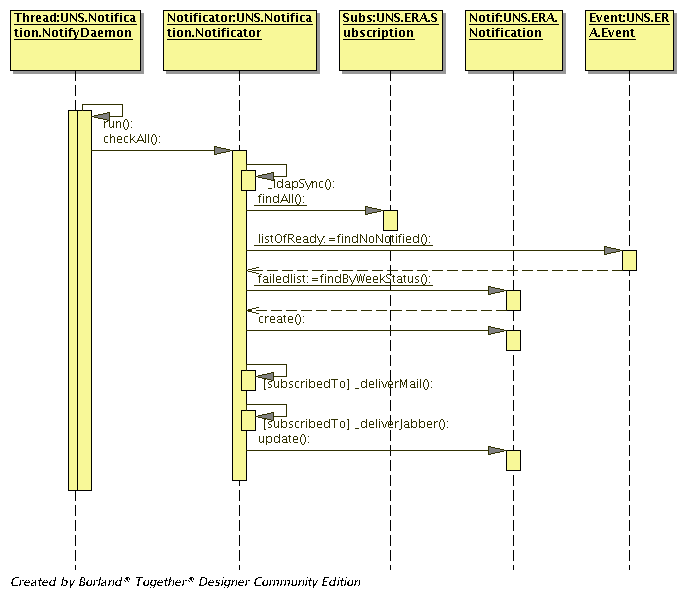 Thread:UNS.Notifica
tion.NotifyDaemon
Notificator:UNS.Notifica
tion.Notificator
Subs:UNS.ERA.S
ubscription
Notif:UNS.ERA.
Notification
Event:UNS.ER
A.Event
run():
checkAll():
_ldapSync():
findAll():
listOfReady:=findNoNotified():
failedlist:=findByWeekStatus():
create():
[subscribedTo] _deliverMail():
[subscribedTo] _deliverJabber():
update():
Created by Borland® Together® Designer Community Edition